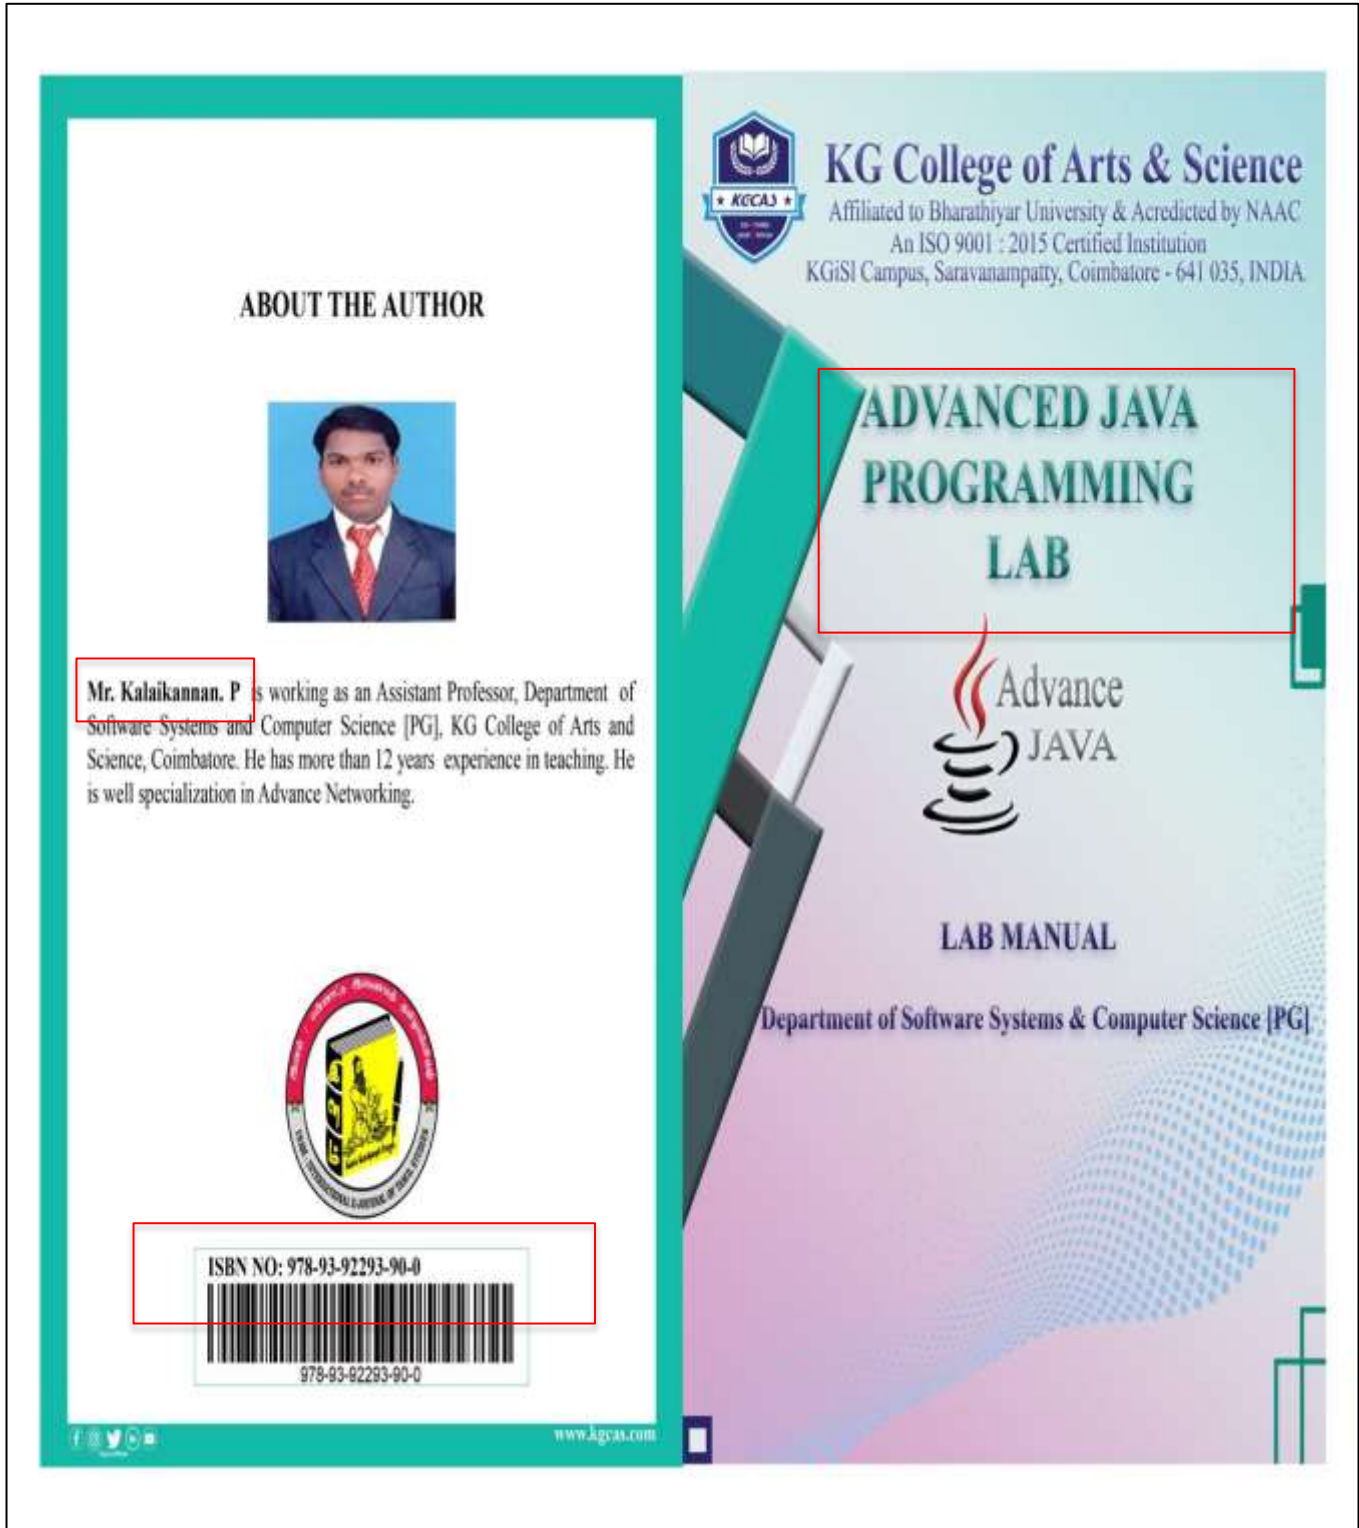 ABOUT THE AUTHOR
Mr. Kalaikannan. P is working as an Assistant Professor, Department of
Software Systems and Computer Science [PG], KG College of Arts and
Science, Coimbatore. He has more than 12 years experience in teaching. He
is well specialization in Advance Networking.
INTERNATIONAL E-JOURNAL OF TAMIL STUDIES
ISBN NO: 978-93-92293-90-0
978-93-92293-90-0
www.kgcas.com
KGCAS
KG College of Arts & Science
Affiliated to Bharathiyar University & Acredicted by NAAC
An ISO 9001 : 2015 Certified Institution
KGiSl Campus, Saravanampatty, Coimbatore - 641 035, INDIA.
ADVANCED JAVA
PROGRAMMING
LAB
Advance
JAVA
LAB MANUAL
Department of Software Systems & Computer Science [PG]